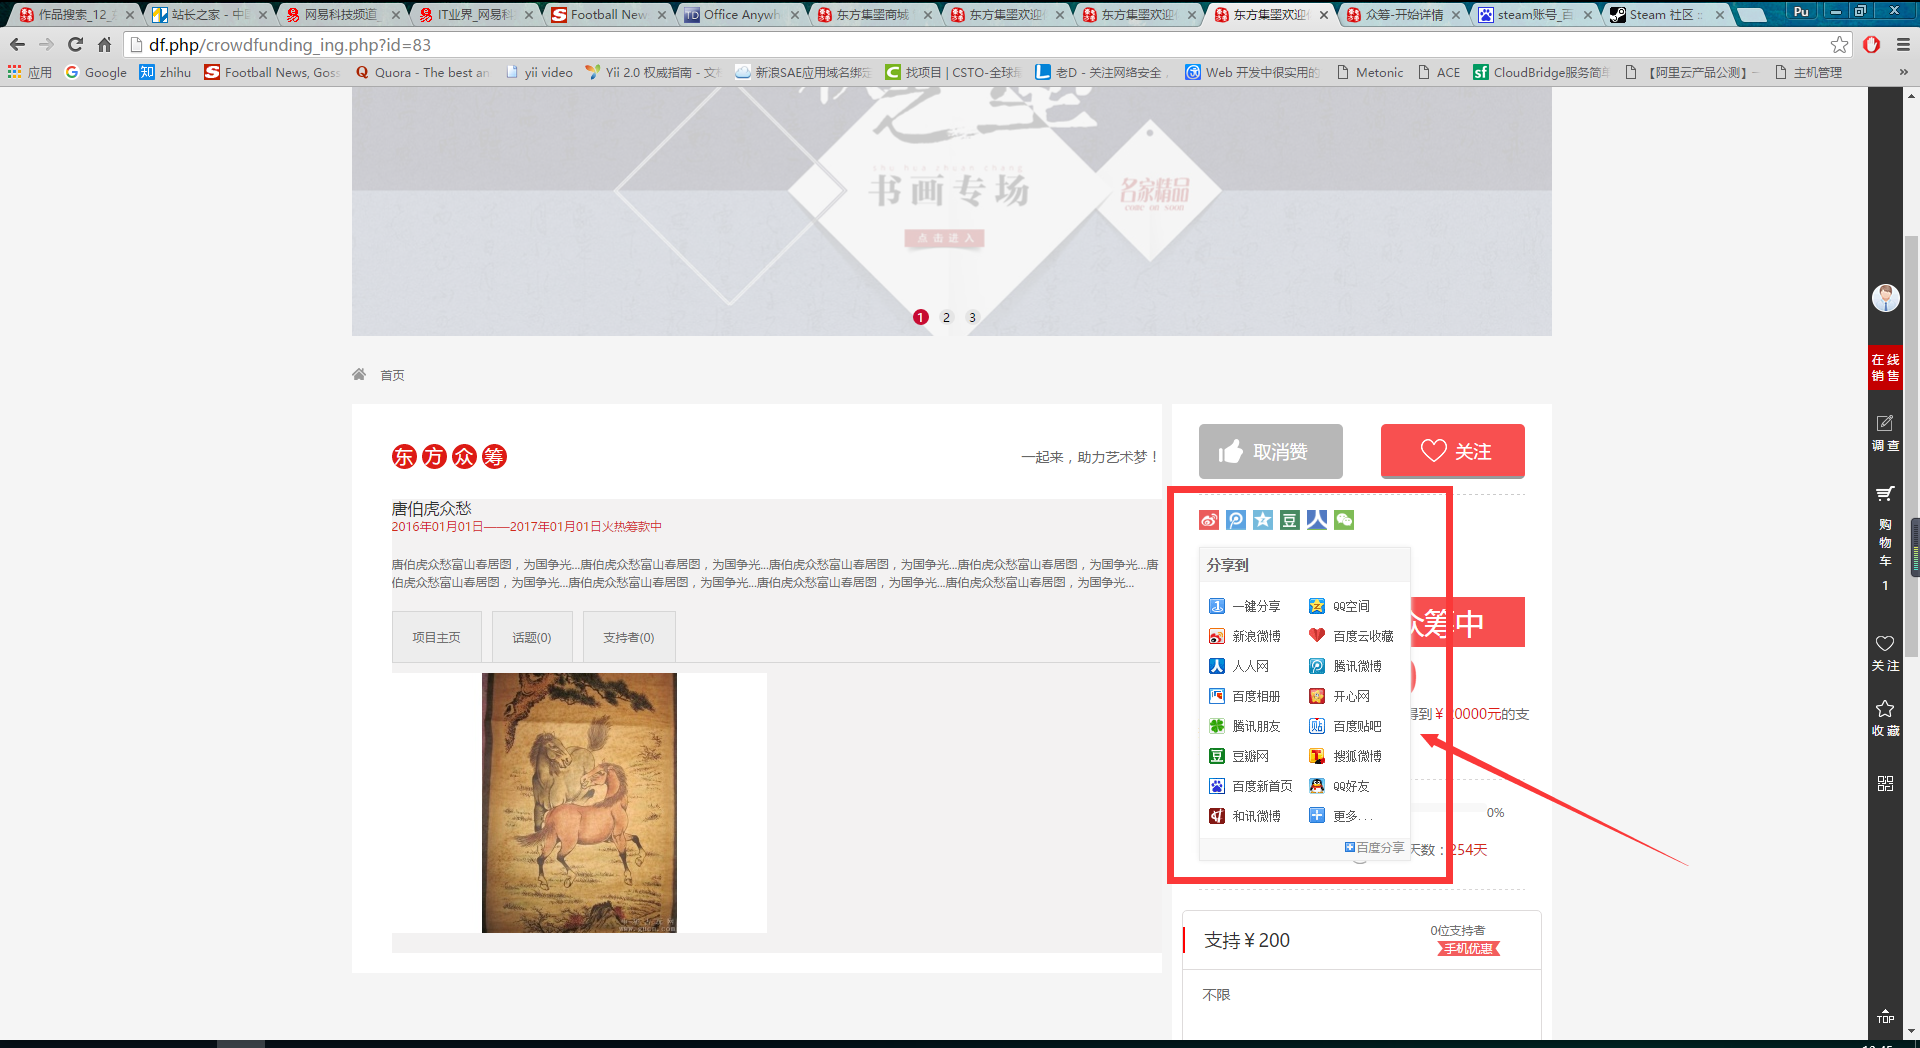 作品搜索_12_
站长之家 - 中
网易科技频道_
IT业界_网易科
Football New
Office Anywh
东方集墨商城
东方集墨欢迎
东方集墨欢迎
东方集墨欢迎
众筹-开始详情
steam账号_百
Steam 社区 ::
Pu
df.php/crowdfunding_ing.php?id=83
应用
Google
zhihu
Football News, Goss
Quora - The best an
yii video
Yii 2.0 权威指南 - 文
新浪SAE应用域名绑定
找项目 | CSTO-全球
老D - 关注网络安全，
Web 开发中很实用的
Metonic
ACE
CloudBridge服务简单
【阿里云产品公测】-
主机管理
»
之墨
shu hua zhuan chang
书画专场
名家精品
come on soon
点击进入
1 2 3
首页
东方众筹
一起来，助力艺术梦！
唐伯虎众愁
2016年01月01日——2017年01月01日火热筹款中
唐伯虎众愁富山春居图，为国争光...唐伯虎众愁富山春居图，为国争光...唐伯虎众愁富山春居图，为国争光...唐伯虎众愁富山春居图，为国争光...唐
伯虎众愁富山春居图，为国争光...唐伯虎众愁富山春居图，为国争光...唐伯虎众愁富山春居图，为国争光...唐伯虎众愁富山春居图，为国争光...
项目主页
话题(0)
支持者(0)
取消赞
关注
分享到
一键分享 QQ空间
新浪微博 百度云收藏
人人网 腾讯微博
百度相册 开心网
腾讯朋友 百度贴吧
豆瓣网 搜狐微博
百度新首页 QQ好友
和讯微博 更多...
百度分享
众筹中
得到￥20000元的支
0%
天数：254天
支持￥200
0位支持者
手机优惠
不限
在线
销售
调查
购
物
车
1
关注
收藏
TOP